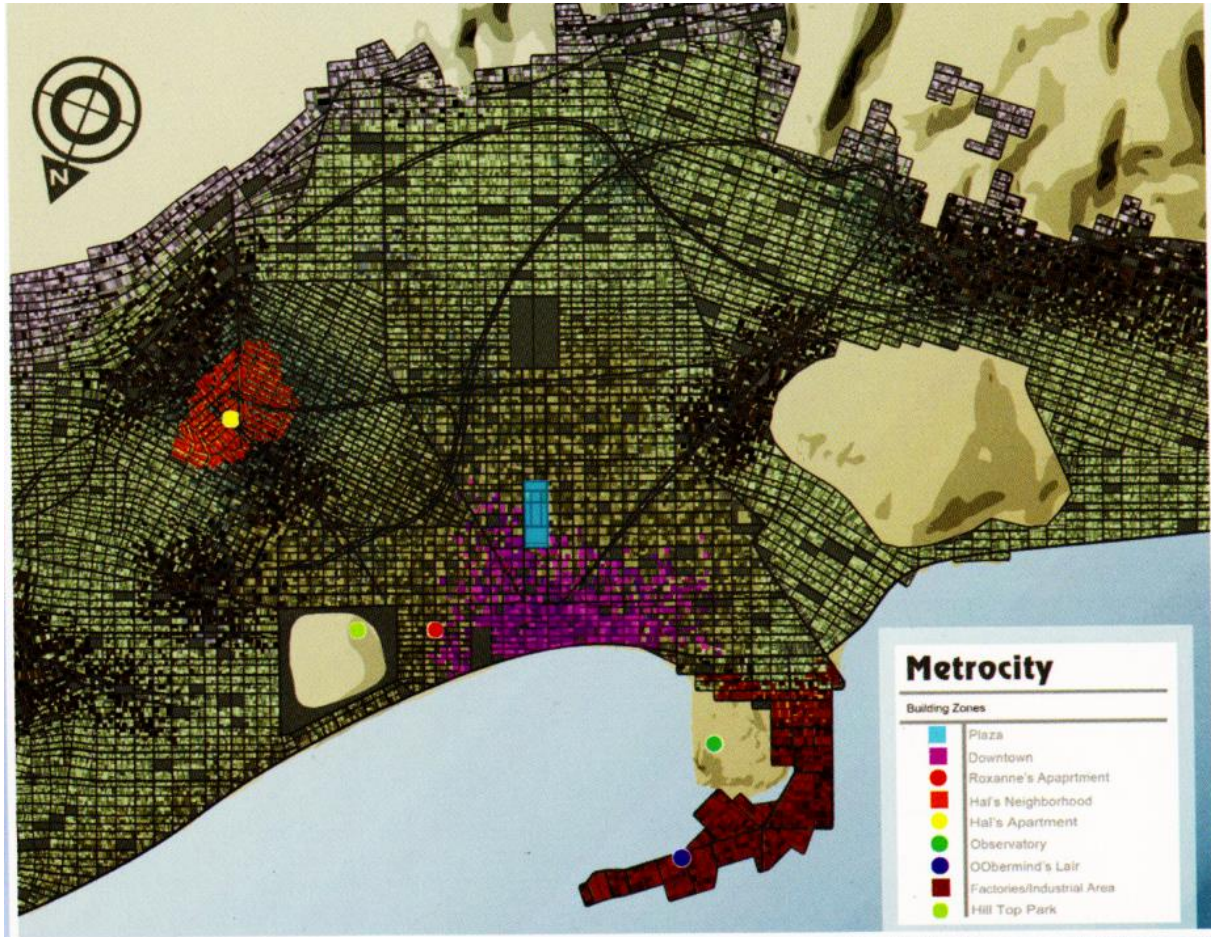 N
Metrocity
Building Zones
Plaza
Downtown
Roxanne's Apaprtment
Hal's Neighborhood
Hal's Apartment
Observatory
OObermind's Lair
Factories/Industrial Area
Hill Top Park